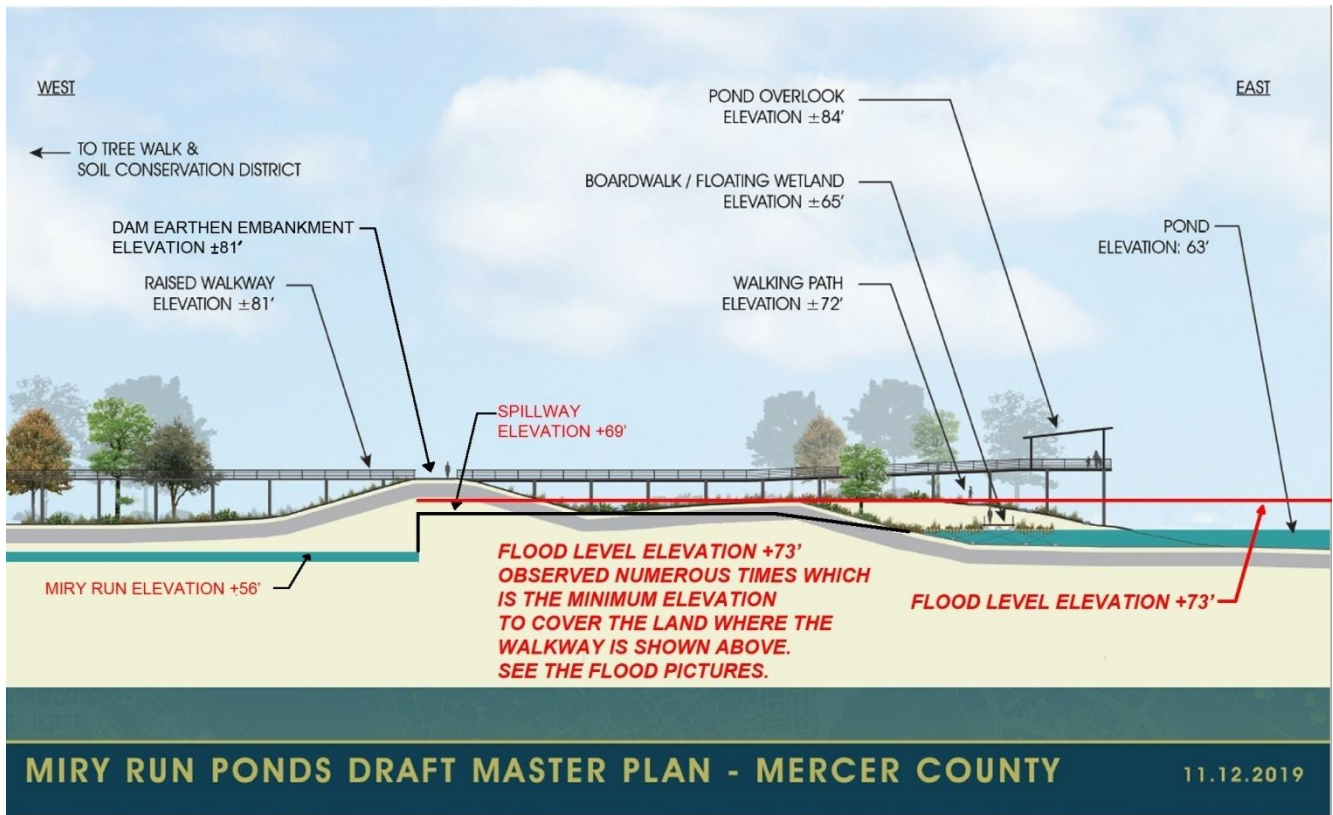 WEST
EAST
TO TREE WALK &
SOIL CONSERVATION DISTRICT
POND OVERLOOK
ELEVATION ±84'
BOARDWALK / FLOATING WETLAND
ELEVATION ±65'
DAM EARTHEN EMBANKMENT
ELEVATION ±81'
POND
ELEVATION: 63'
RAISED WALKWAY
ELEVATION ±81'
WALKING PATH
ELEVATION ±72'
SPILLWAY
ELEVATION +69'
MIRY RUN ELEVATION +56'
FLOOD LEVEL ELEVATION +73'
OBSERVED NUMEROUS TIMES WHICH
IS THE MINIMUM ELEVATION
TO COVER THE LAND WHERE THE
WALKWAY IS SHOWN ABOVE.
SEE THE FLOOD PICTURES.
FLOOD LEVEL ELEVATION +73'
MIRY RUN PONDS DRAFT MASTER PLAN - MERCER COUNTY
11.12.2019